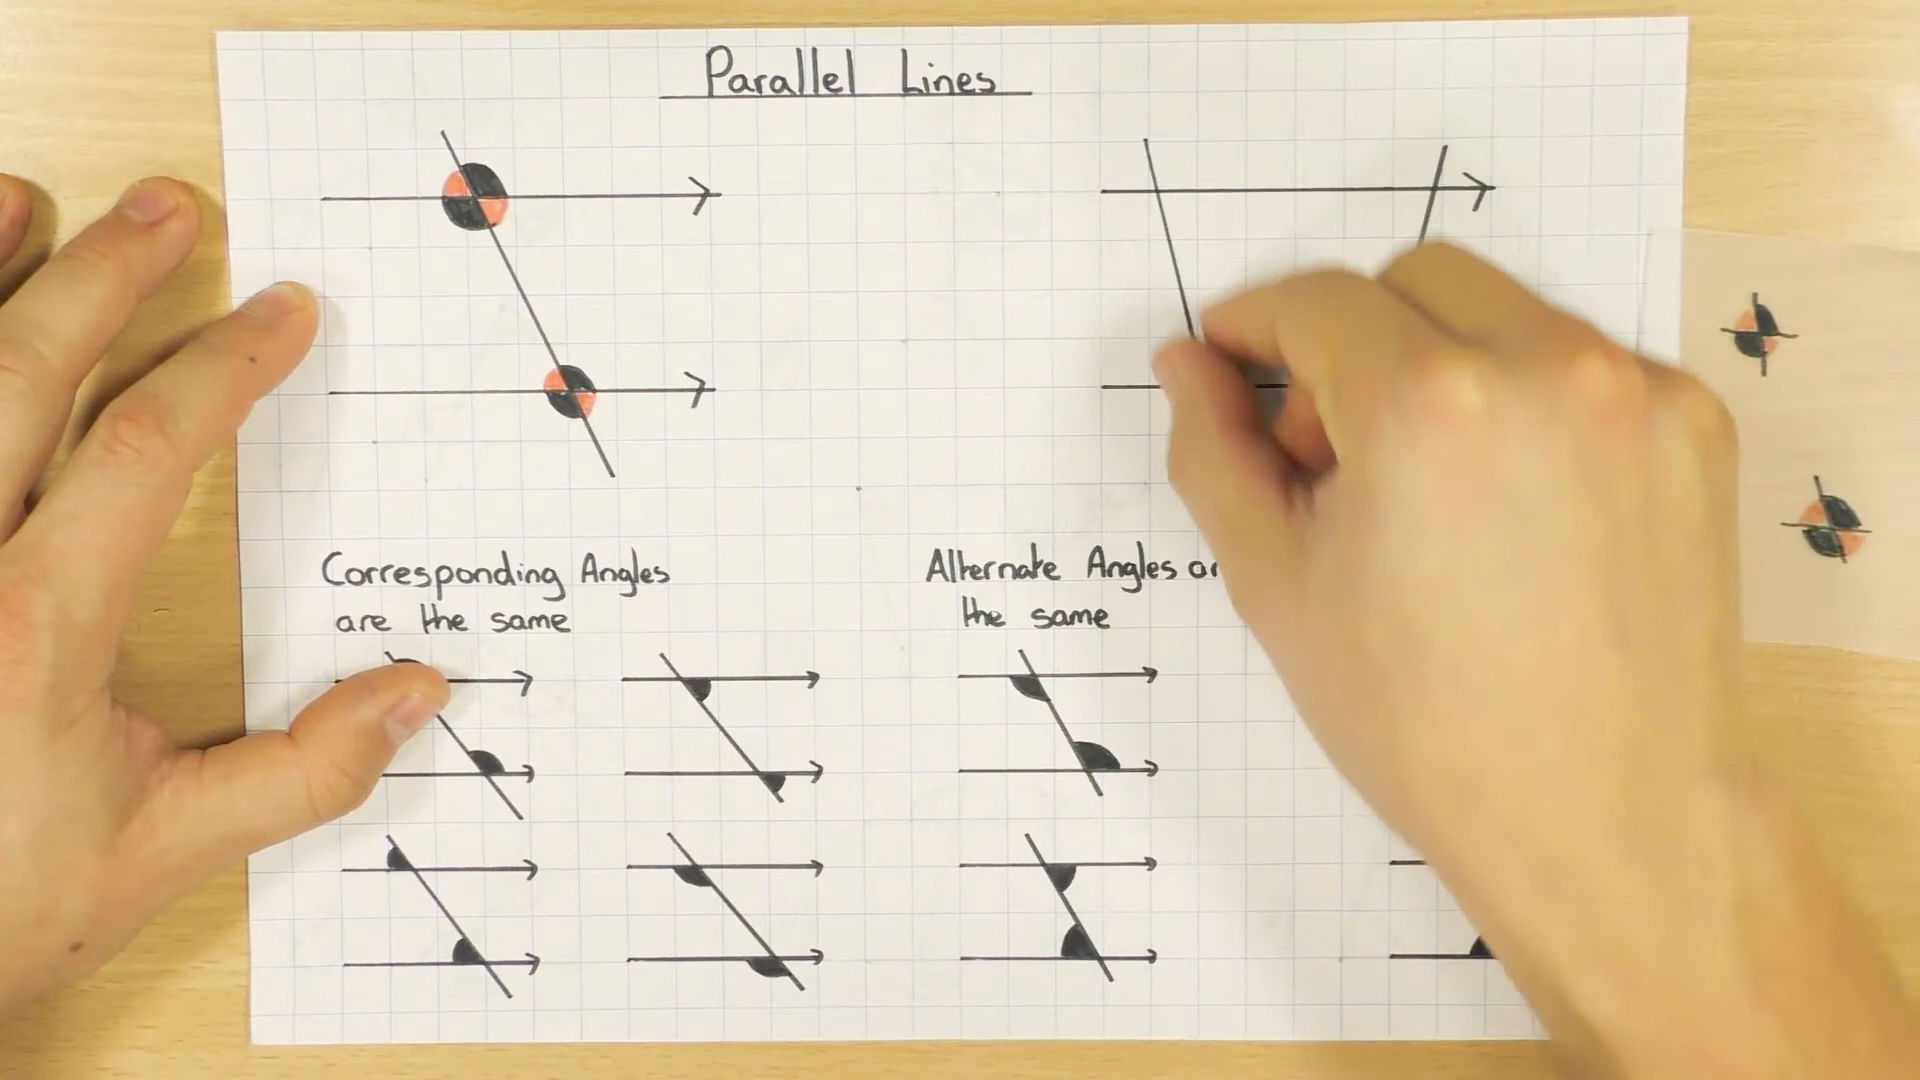 Parallel Lines
Corresponding Angles
are the same
Alternate Angles
the same